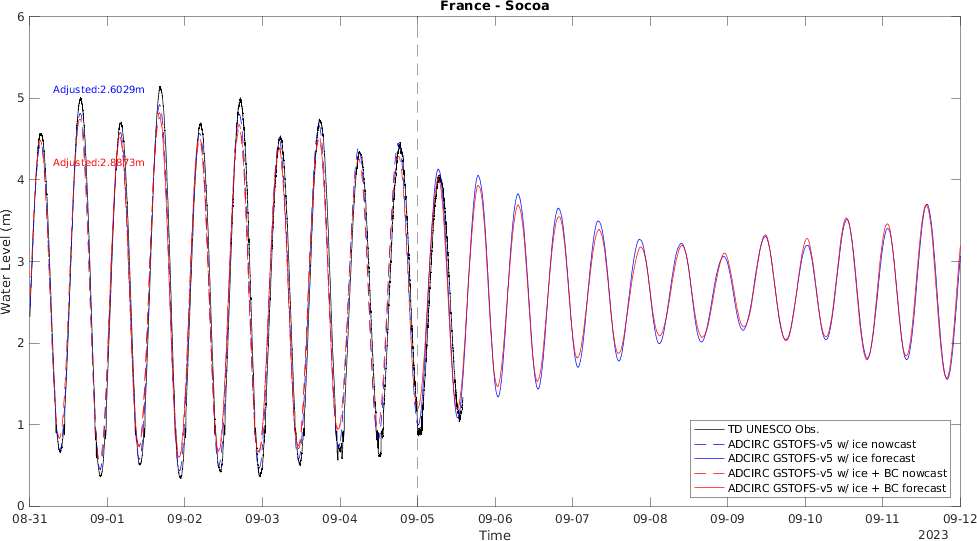 France - Socoa
6
5
4
3
2
1
0
Water Level (m)
Adjusted:2.6029m
Adjusted:2.8873m
TD UNESCO Obs.
ADCIRC GSTOFS-v5 w/ ice nowcast
ADCIRC GSTOFS-v5 w/ ice forecast
ADCIRC GSTOFS-v5 w/ ice + BC nowcast
ADCIRC GSTOFS-v5 w/ ice + BC forecast
08-31 09-01 09-02 09-03 09-04 09-05 09-06 09-07 09-08 09-09 09-10 09-11 09-12
Time
2023